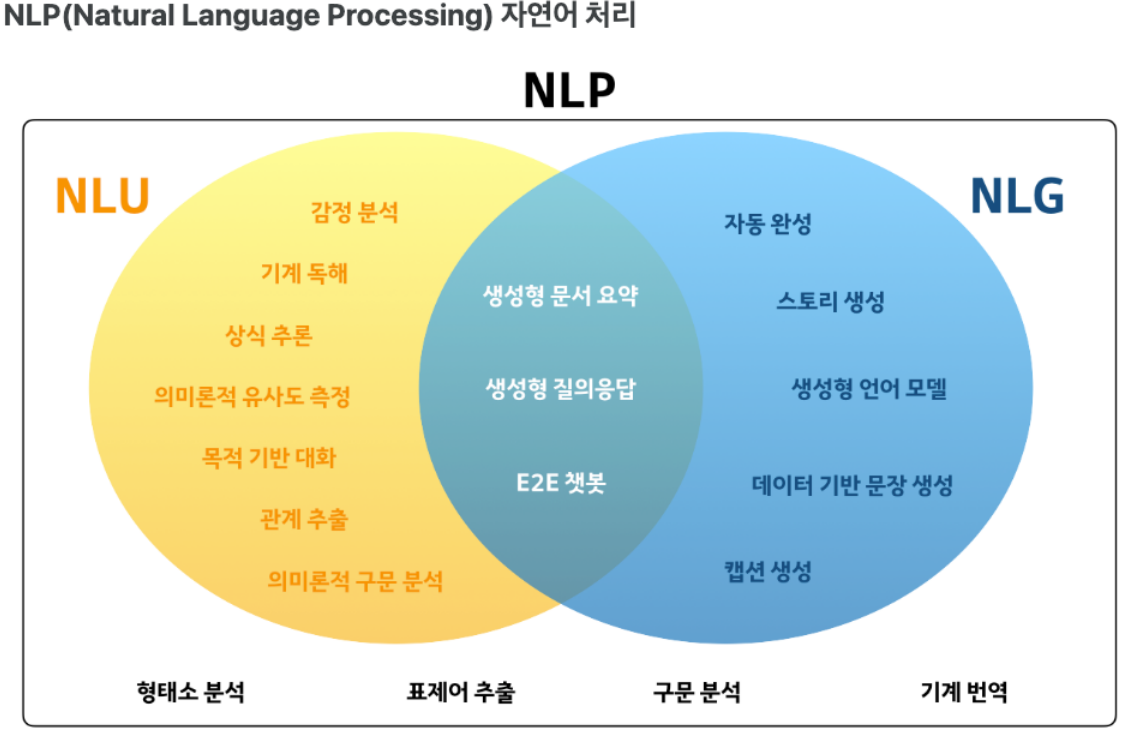 NLP(Natural Language Processing) 자연어 처리
NLP
NLU
NLG
감정 분석
기계 독해
상식 추론
의미론적 유사도 측정
목적 기반 대화
관계 추출
의미론적 구문 분석
생성형 문서 요약
생성형 질의응답
E2E 챗봇
자동 완성
스토리 생성
생성형 언어 모델
데이터 기반 문장 생성
캡션 생성
형태소 분석
표제어 추출
구문 분석
기계 번역